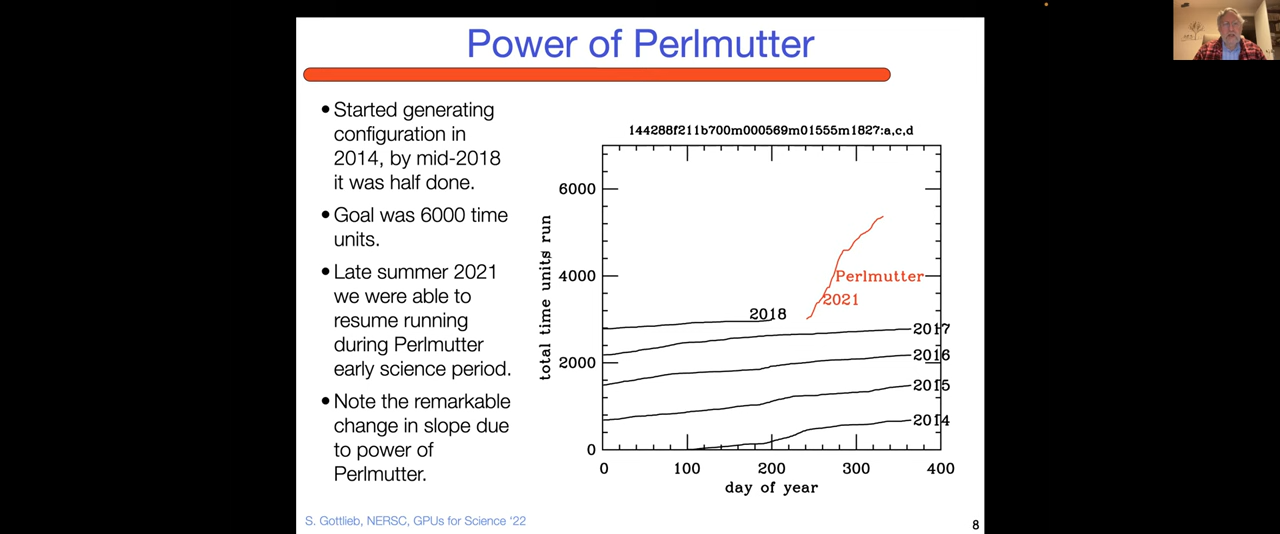 Power of Perlmutter
• Started generating
configuration in
2014, by mid-2018
it was half done.
• Goal was 6000 time
units.
• Late summer 2021
we were able to
resume running
during Perlmutter
early science period.
• Note the remarkable
change in slope due
to power of
Perlmutter.
144288f211b700m000569m01555m1827:a,c,d
total time units run
6000
4000
2000
0
Perlmutter
2021
2018
2017
2016
2015
2014
0 100 200 300 400
day of year
S. Gottlieb, NERSC, GPUs for Science '22
8